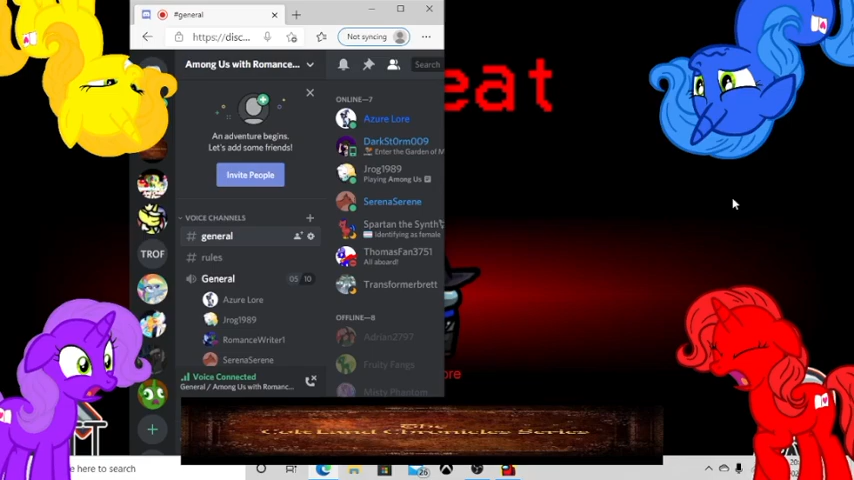 #general
https://disc...
Not syncing
eat
Among Us with Romance...
Search
An adventure begins.
Let's add some friends!
Invite People
VOICE CHANNELS
# general
# rules
General
05 10
Azure Lore
Jrog1989
RomanceWriter1
SerenaSerene
Voice Connected
General / Among Us with Romanc...
TROF
ONLINE—7
Azure Lore
DarkSt0rm009
Enter the Garden of M
Jrog1989
Playing Among Us
SerenaSerene
Spartan the Synth
Identifying as female
ThomasFan3751
All aboard!
Transformerbrett
OFFLINE—8
Adrian2797
Fruity Fangs
Misty Phantom
ore
The
Colt Land Chronicles Series
here to search
26